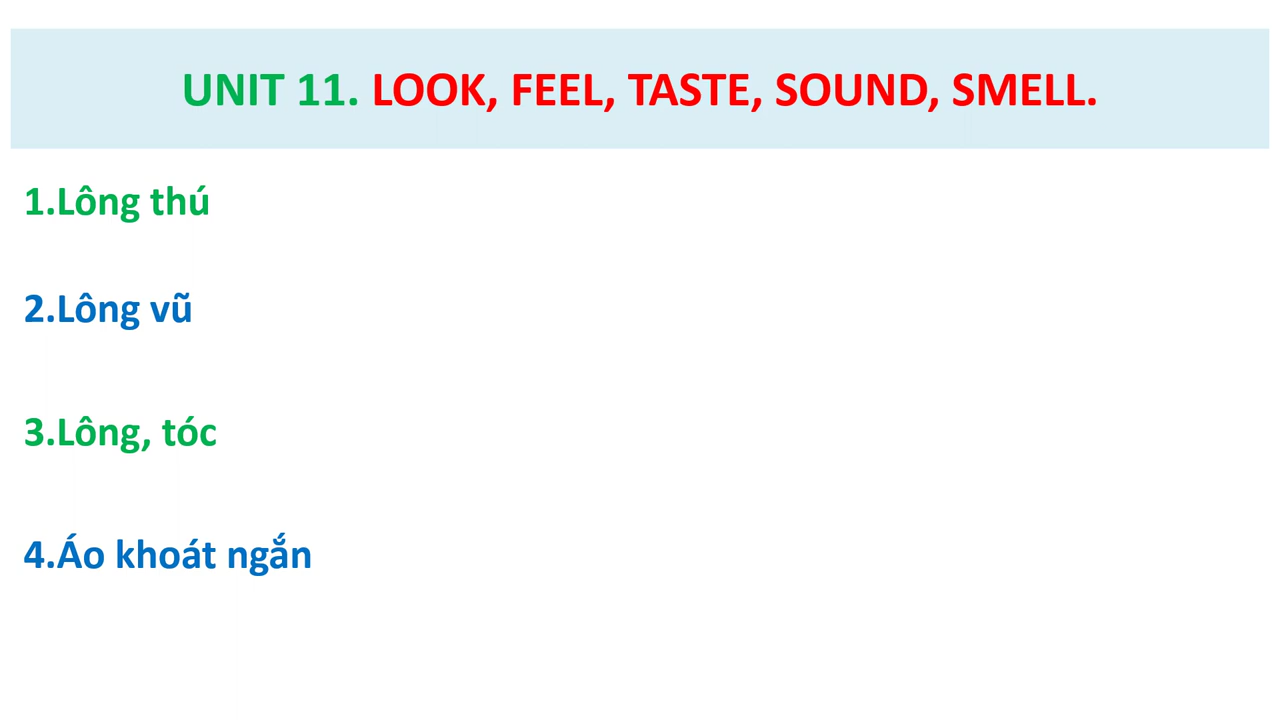 UNIT 11. LOOK, FEEL, TASTE, SOUND, SMELL.
1.Lông thú
2.Lông vũ
3.Lông, tóc
4.Áo khoát ngắn